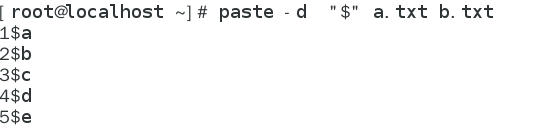 [ root@localhost ~]# paste -d  "$" a.txt b.txt
1$a
2$b
3$c
4$d
5$e